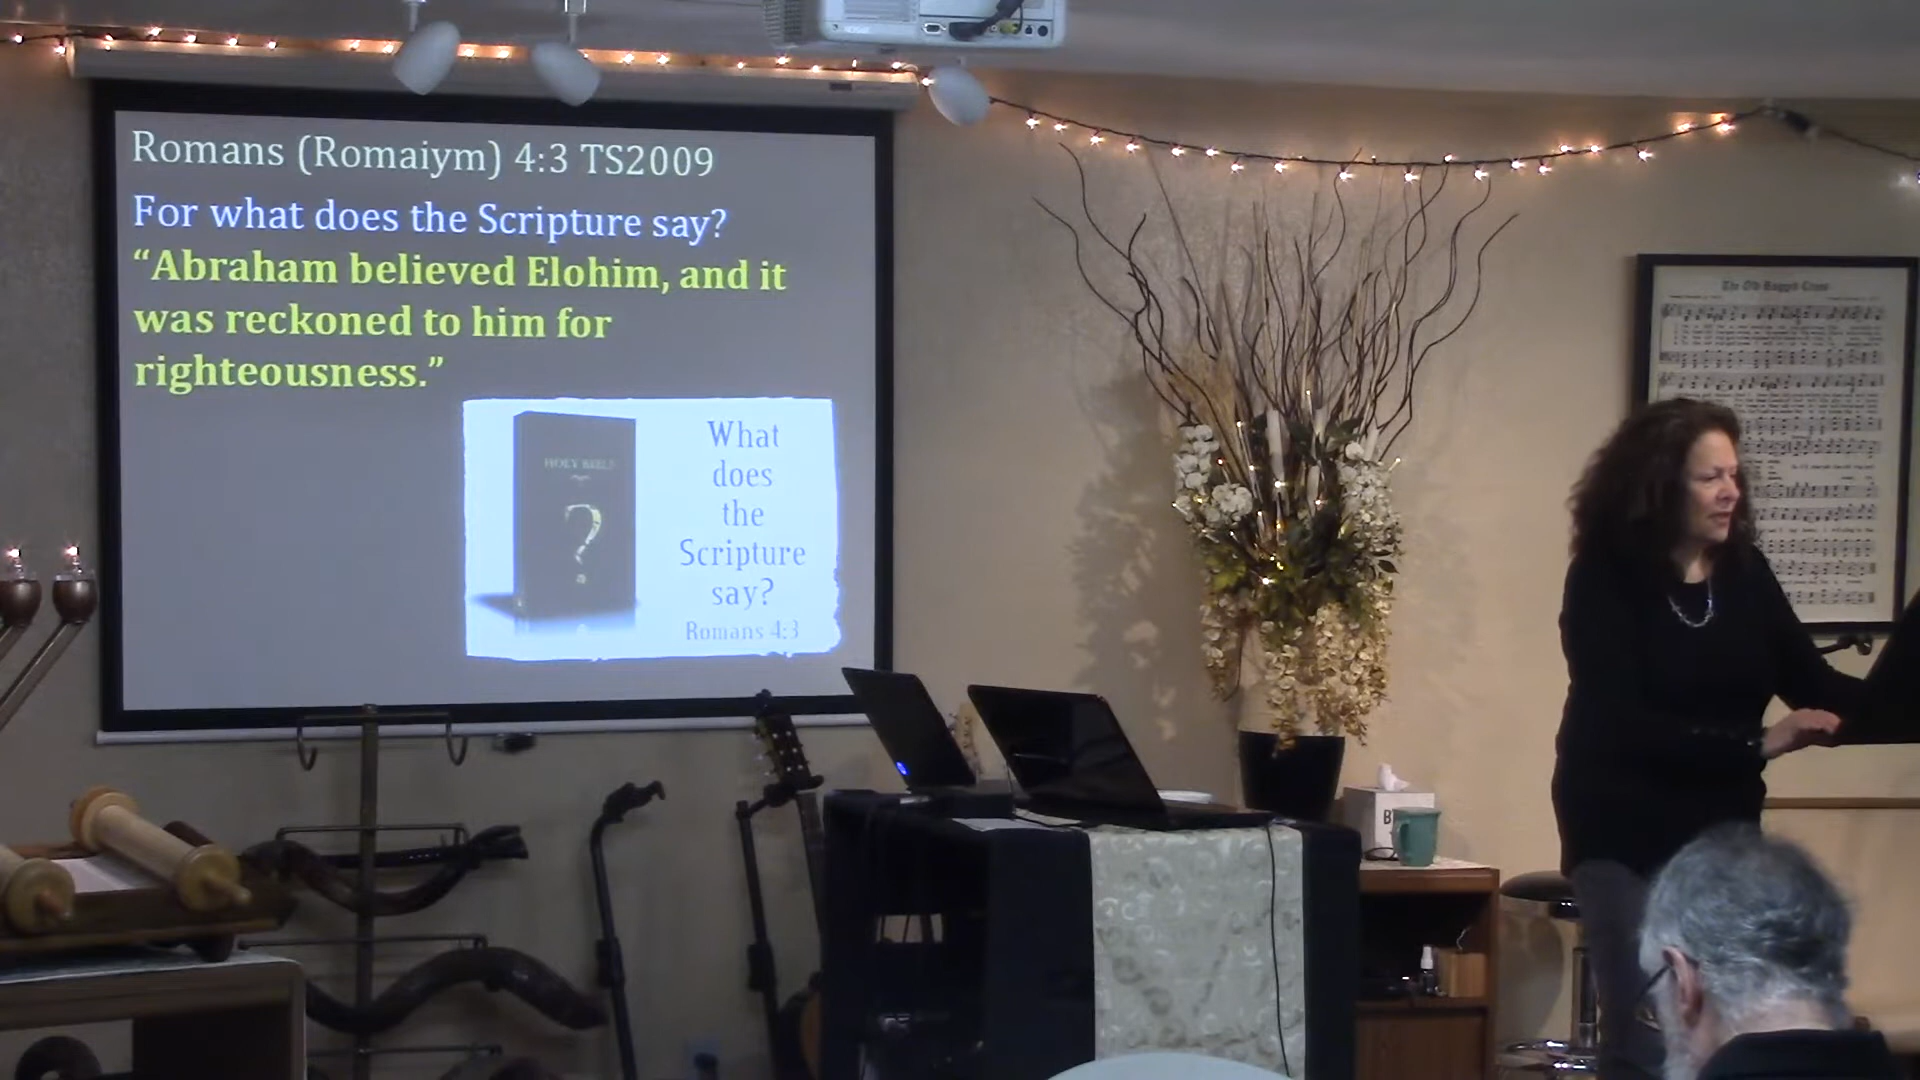 Romans (Romaiym) 4:3 TS2009
For what does the Scripture say?
“Abraham believed Elohim, and it
was reckoned to him for
righteousness.”
HOLY BIBLE
?
What
does
the
Scripture
say?
Romans 4:3
The Old Rugged Cross